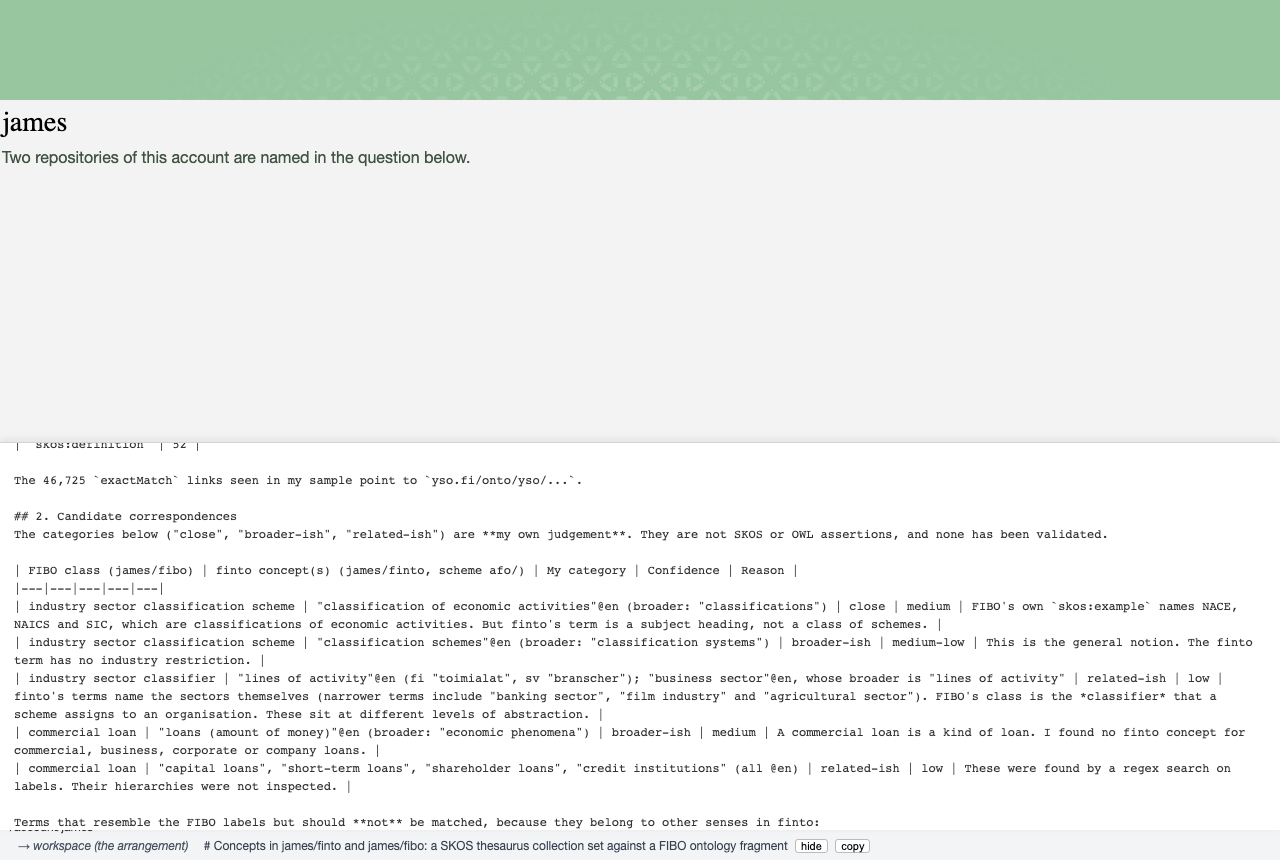 james
Two repositories of this account are named in the question below.
| `skos:definition` | 52 |
The 46,725 `exactMatch` links seen in my sample point to `yso.fi/onto/yso/...`.
## 2. Candidate correspondences
The categories below ("close", "broader-ish", "related-ish") are **my own judgement**. They are not SKOS or OWL assertions, and none has been validated.
| FIBO class (james/fibo) | finto concept(s) (james/finto, scheme afo/) | My category | Confidence | Reason |
|---|---|---|---|---|
| industry sector classification scheme | "classification of economic activities"@en (broader: "classifications") | close | medium | FIBO's own `skos:example` names NACE,
NAICS and SIC, which are classifications of economic activities. But finto's term is a subject heading, not a class of schemes. |
| industry sector classification scheme | "classification schemes"@en (broader: "classification systems") | broader-ish | medium-low | This is the general notion. The finto
term has no industry restriction. |
| industry sector classifier | "lines of activity"@en (fi "toimialat", sv "branscher"); "business sector"@en, whose broader is "lines of activity" | related-ish | low |
finto's terms name the sectors themselves (narrower terms include "banking sector", "film industry" and "agricultural sector"). FIBO's class is the *classifier* that a
scheme assigns to an organisation. These sit at different levels of abstraction. |
| commercial loan | "loans (amount of money)"@en (broader: "economic phenomena") | broader-ish | medium | A commercial loan is a kind of loan. I found no finto concept for
commercial, business, corporate or company loans. |
| commercial loan | "capital loans", "short-term loans", "shareholder loans", "credit institutions" (all @en) | related-ish | low | These were found by a regex search on
labels. Their hierarchies were not inspected. |
Terms that resemble the FIBO labels but should **not** be matched, because they belong to other senses in finto:
→ workspace (the arrangement) # Concepts in james/finto and james/fibo: a SKOS thesaurus collection set against a FIBO ontology fragment hide copy